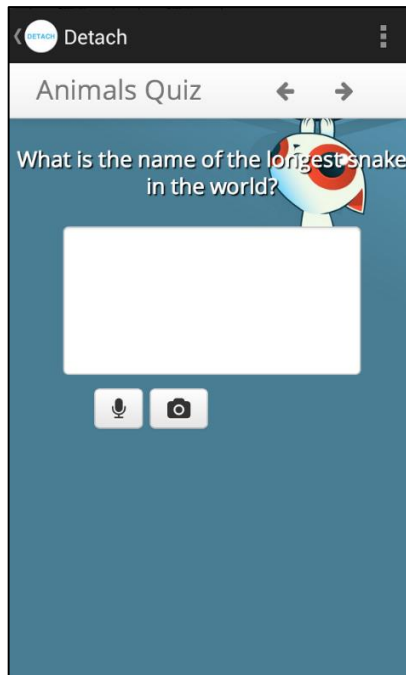 DETACH Detach
Animals Quiz
What is the name of the longest snake
in the world?